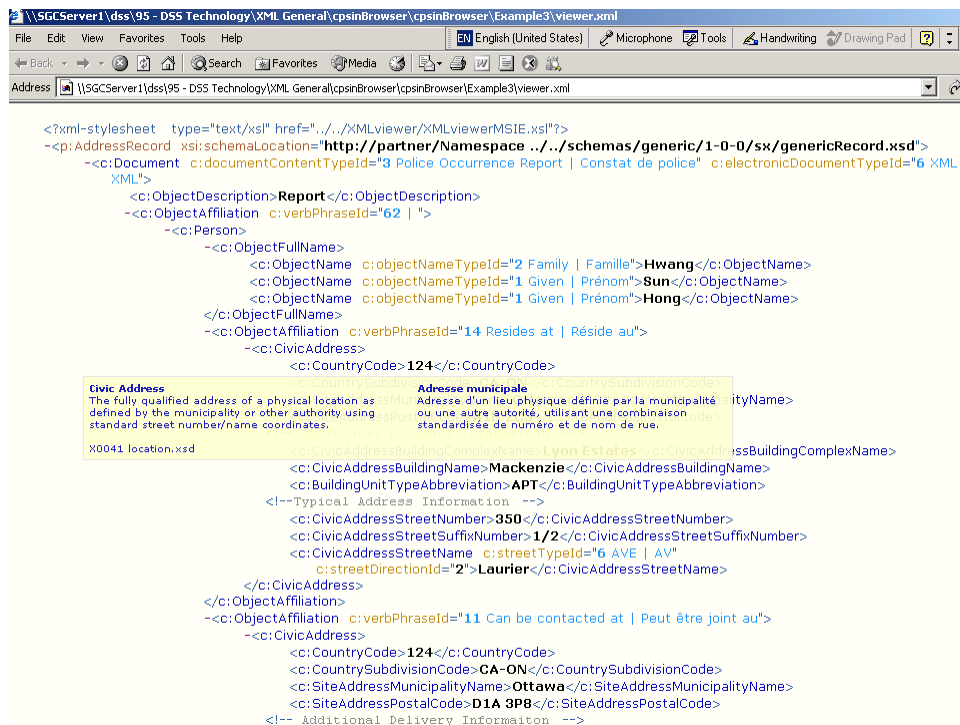 \\SGCServer1\dss\95 - DSS Technology\XML General\cpsinBrowser\cpsinBrowser\Example3\viewer.xml
File Edit View Favorites Tools Help EN English (United States) Microphone Tools Handwriting Drawing Pad
Back Search Favorites Media
Address \\SGCServer1\dss\95 - DSS Technology\XML General\cpsinBrowser\cpsinBrowser\Example3\viewer.xml
<?xml-stylesheet type="text/xsl" href="../../XMLviewer/XMLviewerMSIE.xsl"?>
-<p:AddressRecord xsi:schemaLocation="http://partner/Namespace ../../schemas/generic/1-0-0/sx/genericRecord.xsd">
-<c:Document c:documentContentTypeId="3 Police Occurrence Report | Constat de police" c:electronicDocumentTypeId="6 XML
XML">
<c:ObjectDescription>Report</c:ObjectDescription>
-<c:ObjectAffiliation c:verbPhraseId="62 | ">
-<c:Person>
-<c:ObjectFullName>
<c:ObjectName c:objectNameTypeId="2 Family | Famille">Hwang</c:ObjectName>
<c:ObjectName c:objectNameTypeId="1 Given | Prénom">Sun</c:ObjectName>
<c:ObjectName c:objectNameTypeId="1 Given | Prénom">Hong</c:ObjectName>
</c:ObjectFullName>
-<c:ObjectAffiliation c:verbPhraseId="14 Resides at | Réside au">
-<c:CivicAddress>
<c:CountryCode>124</c:CountryCode>
Civic Address
The fully qualified address of a physical location as
defined by the municipality or other authority using
standard street number/name coordinates.
X0041 location.xsd
Adresse municipale
Adresse d'un lieu physique définie par la municipalité
ou une autre autorité, utilisant une combinaison
standardisée de numéro et de nom de rue.
Lyon Estates</c:CivicAddressBuildingComplexName>
<c:CivicAddressBuildingName>Mackenzie</c:CivicAddressBuildingName>
<c:BuildingUnitTypeAbbreviation>APT</c:BuildingUnitTypeAbbreviation>
<!--Typical Address Information -->
<c:CivicAddressStreetNumber>350</c:CivicAddressStreetNumber>
<c:CivicAddressStreetSuffixNumber>1/2</c:CivicAddressStreetSuffixNumber>
<c:CivicAddressStreetName c:streetTypeId="6 AVE | AV"
c:streetDirectionId="2">Laurier</c:CivicAddressStreetName>
</c:CivicAddress>
</c:ObjectAffiliation>
-<c:ObjectAffiliation c:verbPhraseId="11 Can be contacted at | Peut être joint au">
-<c:CivicAddress>
<c:CountryCode>124</c:CountryCode>
<c:CountrySubdivisionCode>CA-ON</c:CountrySubdivisionCode>
<c:SiteAddressMunicipalityName>Ottawa</c:SiteAddressMunicipalityName>
<c:SiteAddressPostalCode>D1A 3P8</c:SiteAddressPostalCode>
<!-- Additional Delivery Informaiton -->